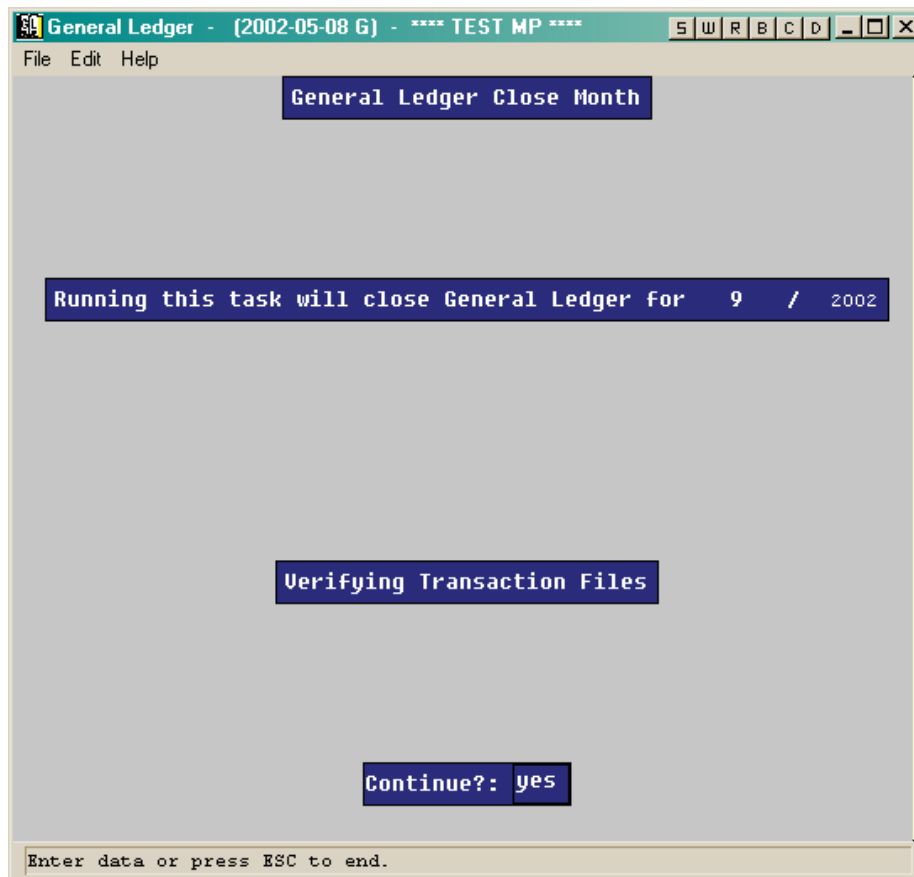 General Ledger - (2002-05-08 G) - **** TEST MP **** S W R B C D
File Edit Help
General Ledger Close Month
Running this task will close General Ledger for 9 / 2002
Verifying Transaction Files
Continue?: yes
Enter data or press ESC to end.